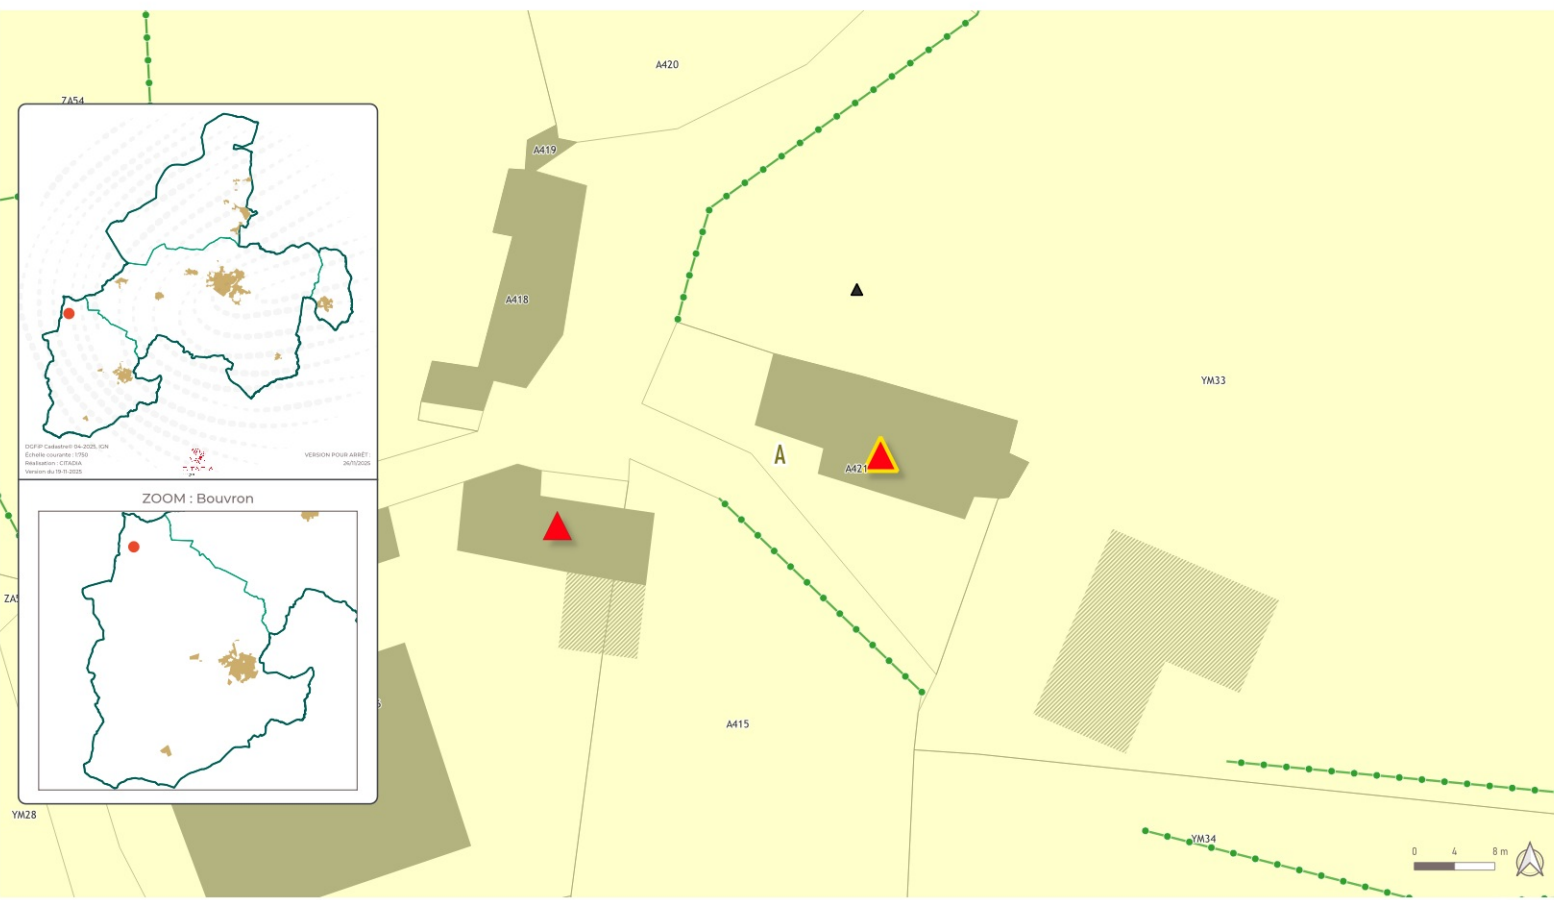 A420
ZA54
A419
A418
YM33
A
A421
DGFiP Cadastre® 04-2025, IGN
Échelle courante : 1:750
Réalisation : CITADIA
Version du 19-11-2025
VERSION POUR ARRÊT :
26/11/2025
ZOOM : Bouvron
A415
YM28
YM34
0 4 8 m